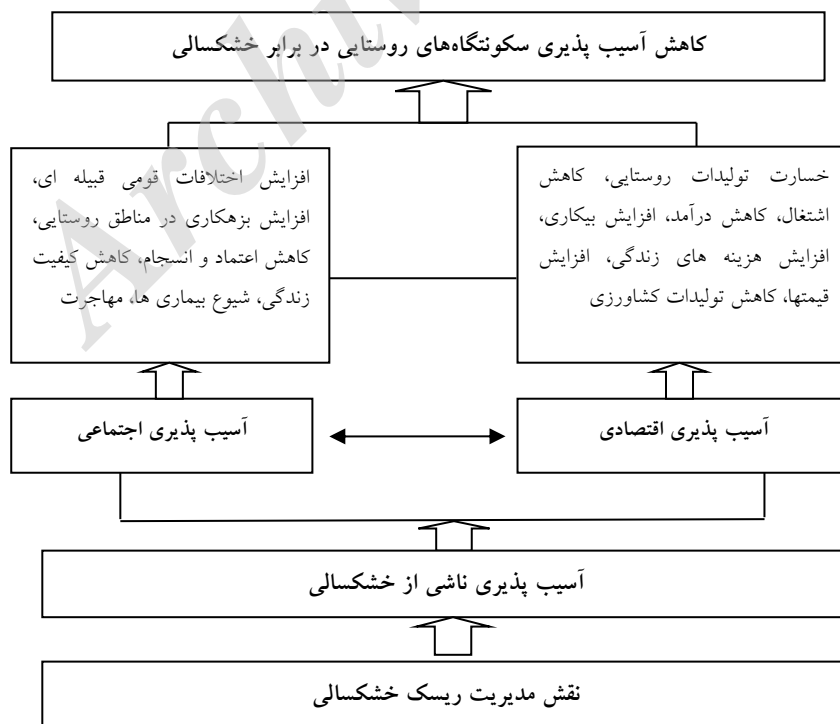 کاهش آسیب پذیری سکونتگاه‌های روستایی در برابر خشکسالی
خسارت تولیدات روستایی، کاهش
اشتغال، کاهش درآمد، افزایش بیکاری،
افزایش هزینه های زندگی، افزایش
قیمتها، کاهش تولیدات کشاورزی
افزایش اختلافات قومی قبیله ای،
افزایش بزهکاری در مناطق روستایی،
کاهش اعتماد و انسجام، کاهش کیفیت
زندگی، شیوع بیماری ها، مهاجرت
آسیب پذیری اقتصادی
آسیب پذیری اجتماعی
آسیب پذیری ناشی از خشکسالی
نقش مدیریت ریسک خشکسالی